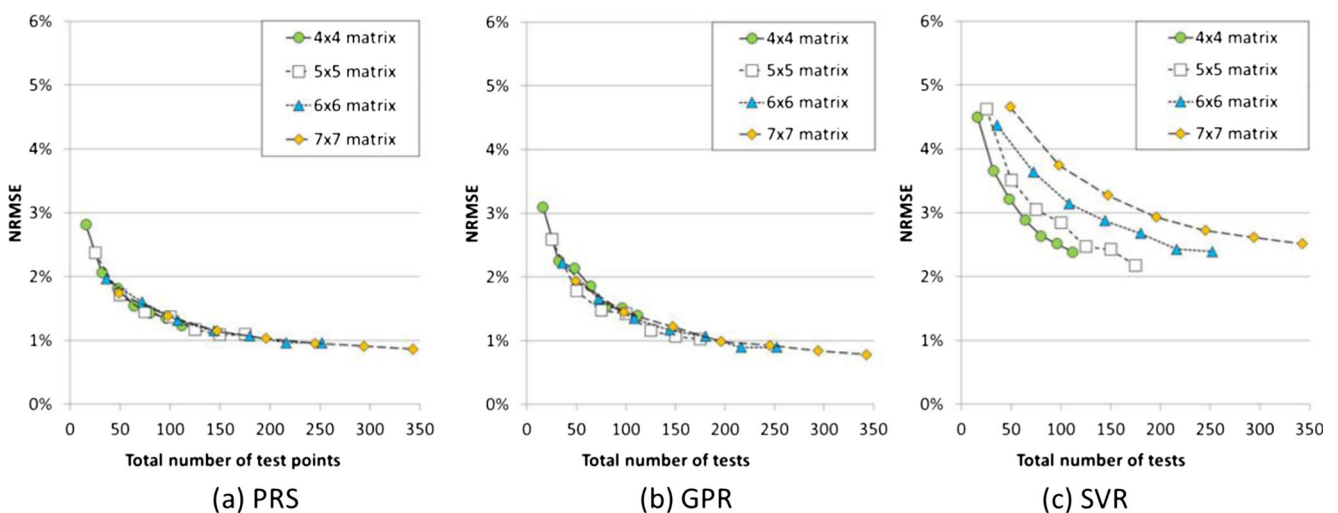 6%
5%
4%
3%
2%
1%
0%
NRMSE
0 50 100 150 200 250 300 350
Total number of test points
4x4 matrix
5x5 matrix
6x6 matrix
7x7 matrix
(a) PRS
6%
5%
4%
3%
2%
1%
0%
NRMSE
0 50 100 150 200 250 300 350
Total number of tests
4x4 matrix
5x5 matrix
6x6 matrix
7x7 matrix
(b) GPR
6%
5%
4%
3%
2%
1%
0%
NRMSE
0 50 100 150 200 250 300 350
Total number of tests
4x4 matrix
5x5 matrix
6x6 matrix
7x7 matrix
(c) SVR